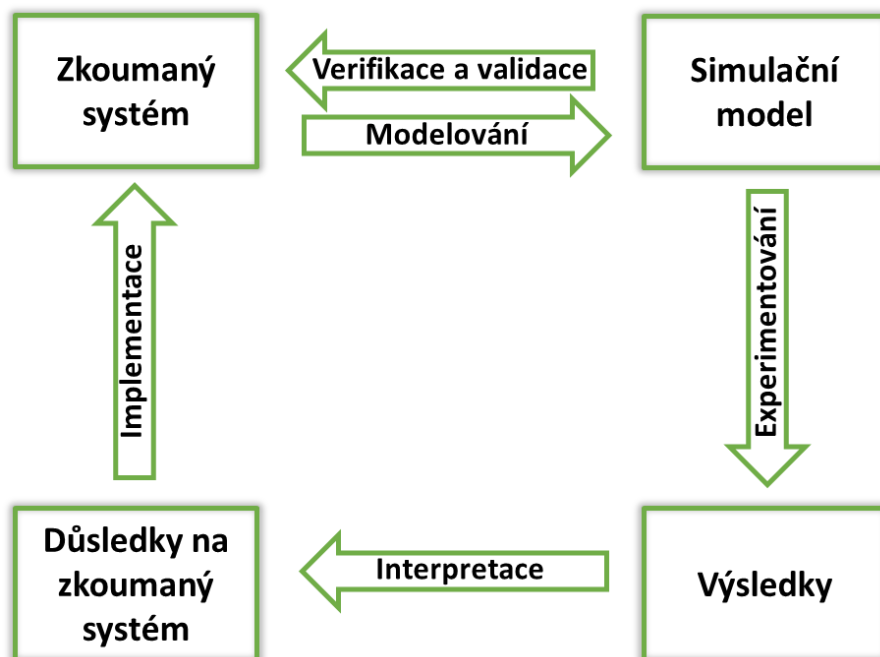 Zkoumaný
systém
Verifikace a validace
Modelování
Simulační
model
Implementace
Experimentování
Důsledky na
zkoumaný
systém
Interpretace
Výsledky